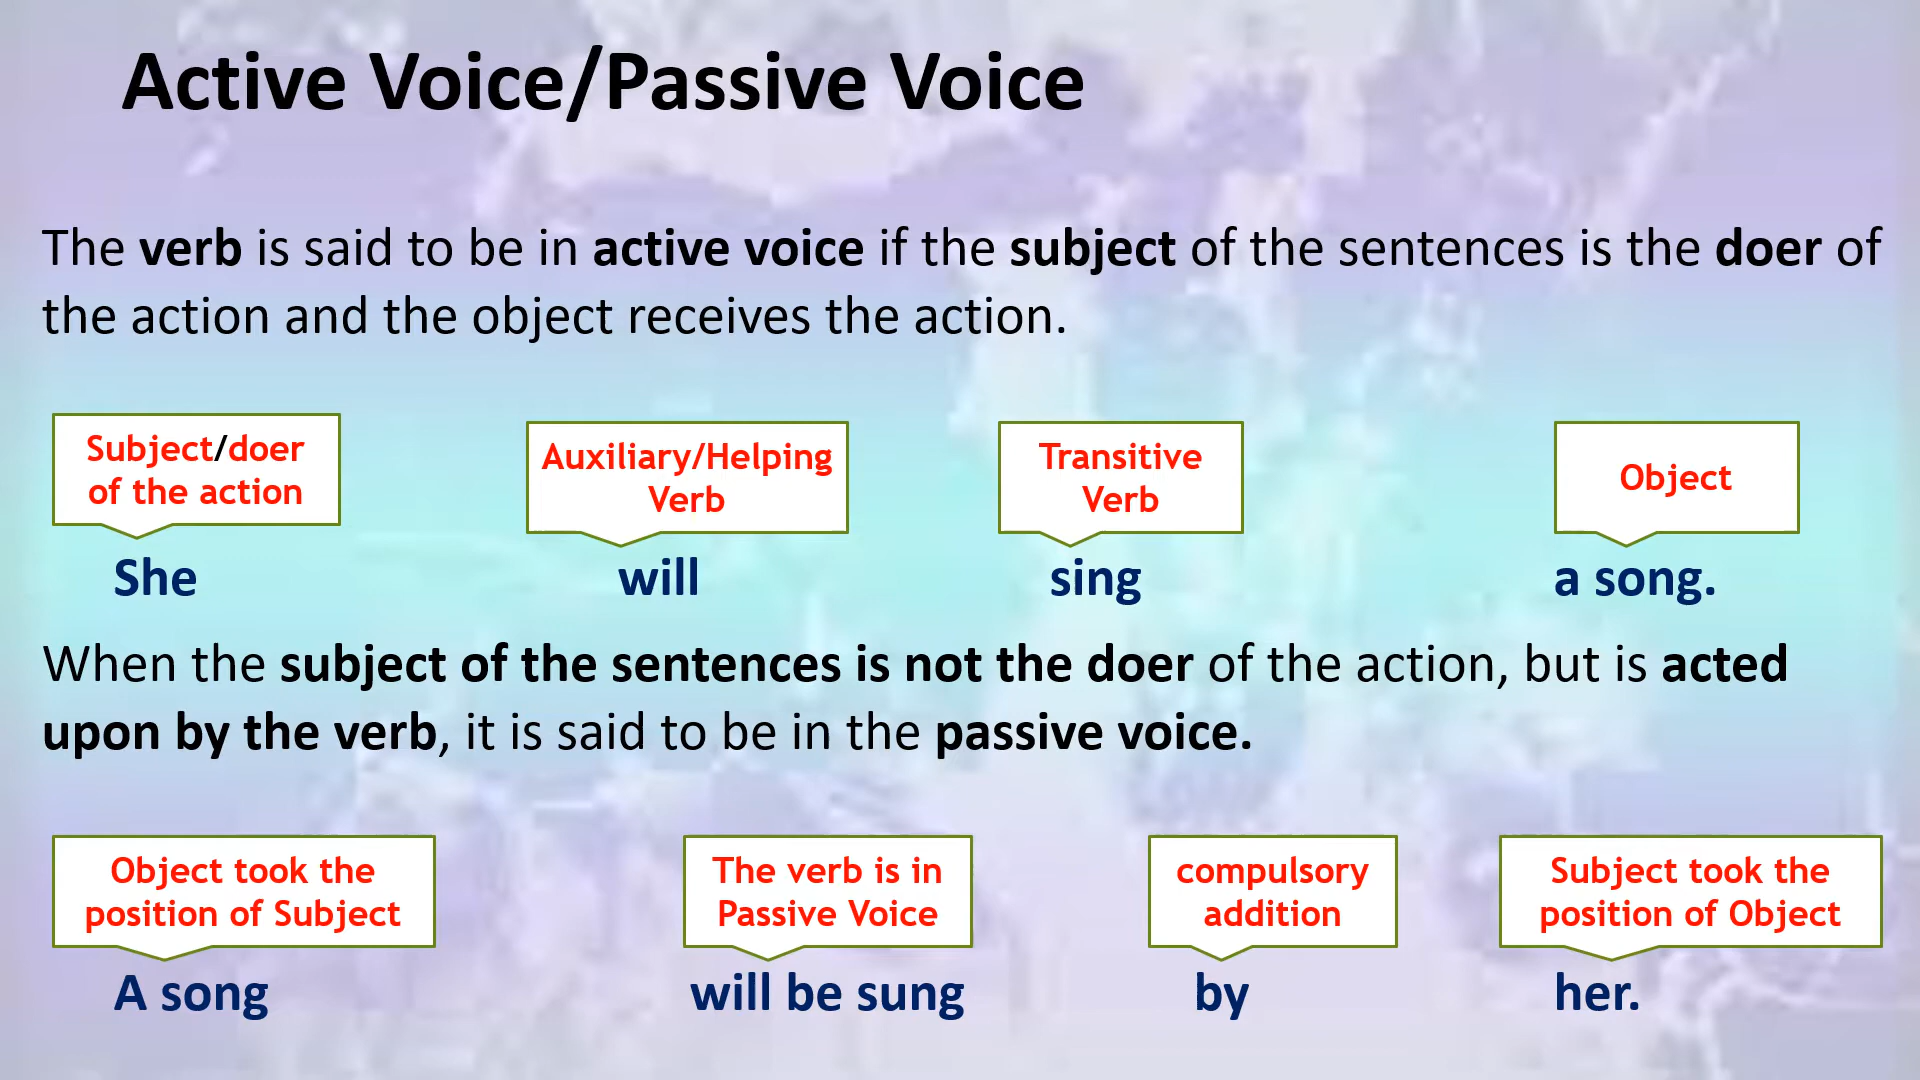 Active Voice/Passive Voice
The verb is said to be in active voice if the subject of the sentences is the doer of
the action and the object receives the action.
Subject/doer
of the action
Auxiliary/Helping
Verb
Transitive
Verb
Object
She will sing a song.
When the subject of the sentences is not the doer of the action, but is acted
upon by the verb, it is said to be in the passive voice.
Object took the
position of Subject
The verb is in
Passive Voice
compulsory
addition
Subject took the
position of Object
A song will be sung by her.